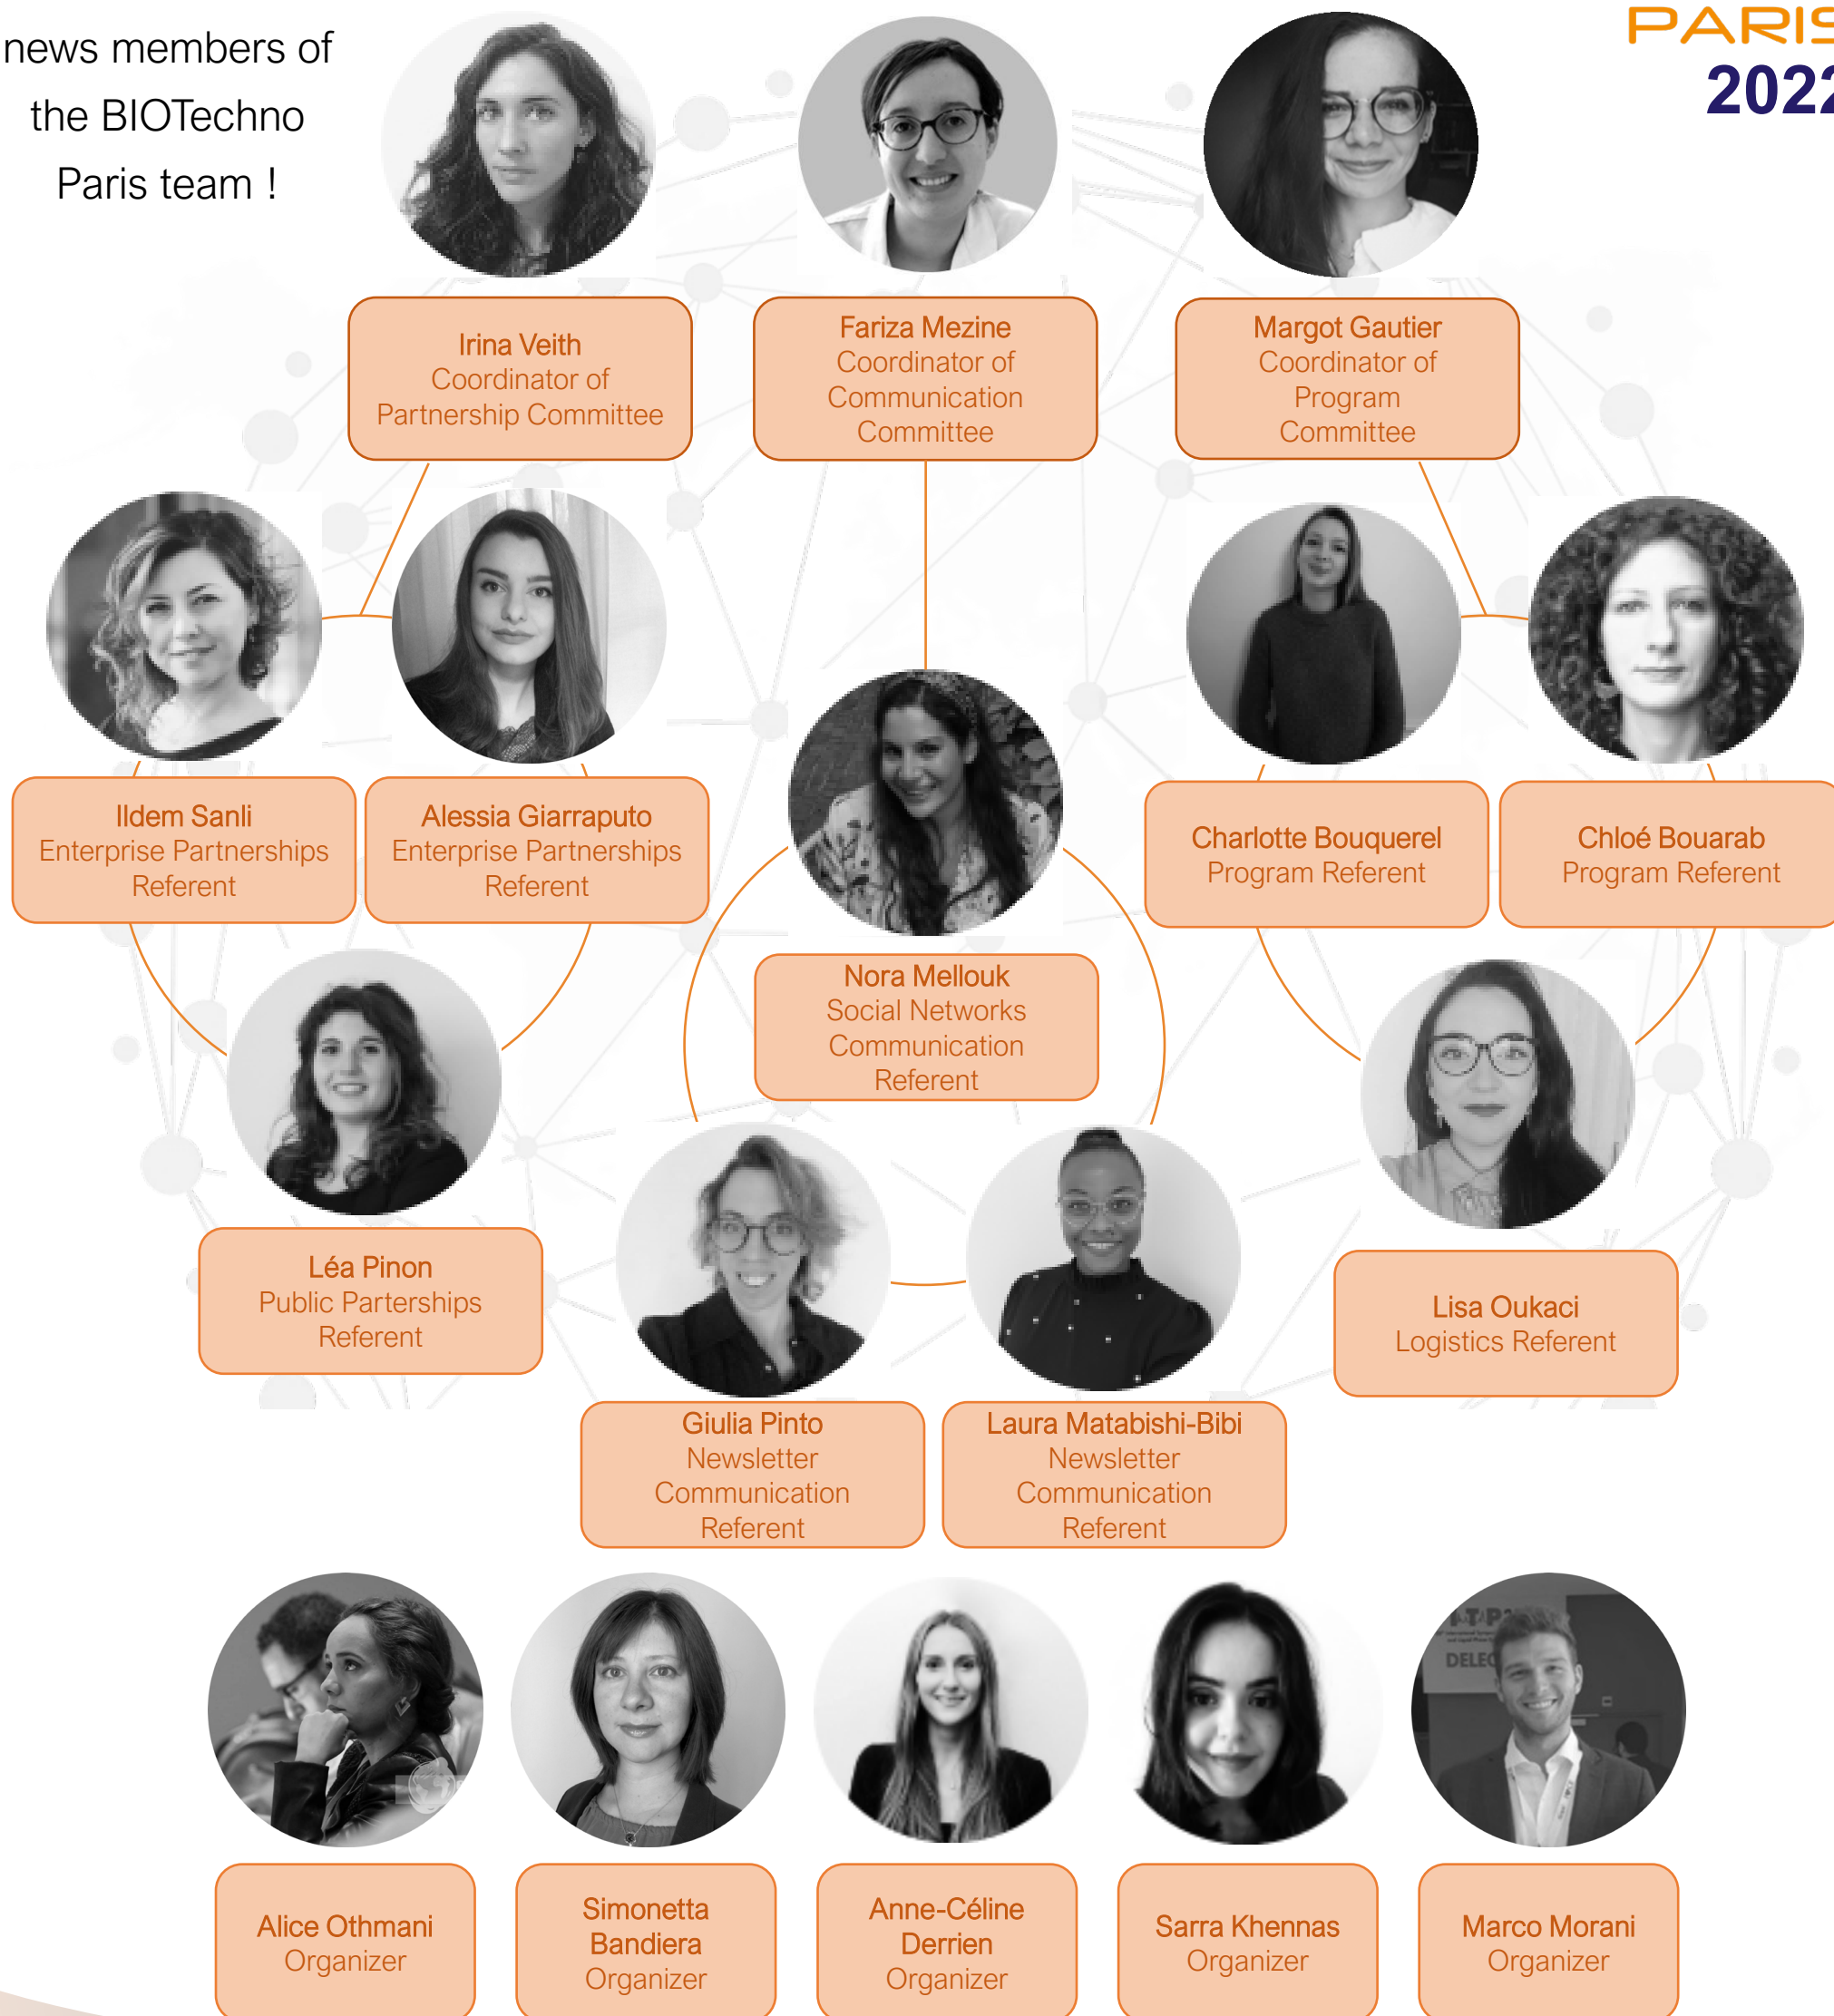 news members of
the BIOTechno
Paris team !
PARIS
2022
Irina Veith
Coordinator of
Partnership Committee
Fariza Mezine
Coordinator of
Communication
Committee
Margot Gautier
Coordinator of
Program
Committee
Ildem Sanli
Enterprise Partnerships
Referent
Alessia Giarraputo
Enterprise Partnerships
Referent
Charlotte Bouquerel
Program Referent
Chloé Bouarab
Program Referent
Nora Mellouk
Social Networks
Communication
Referent
Léa Pinon
Public Parterships
Referent
Lisa Oukaci
Logistics Referent
Giulia Pinto
Newsletter
Communication
Referent
Laura Matabishi-Bibi
Newsletter
Communication
Referent
DELEG
Alice Othmani
Organizer
Simonetta
Bandiera
Organizer
Anne-Céline
Derrien
Organizer
Sarra Khennas
Organizer
Marco Morani
Organizer